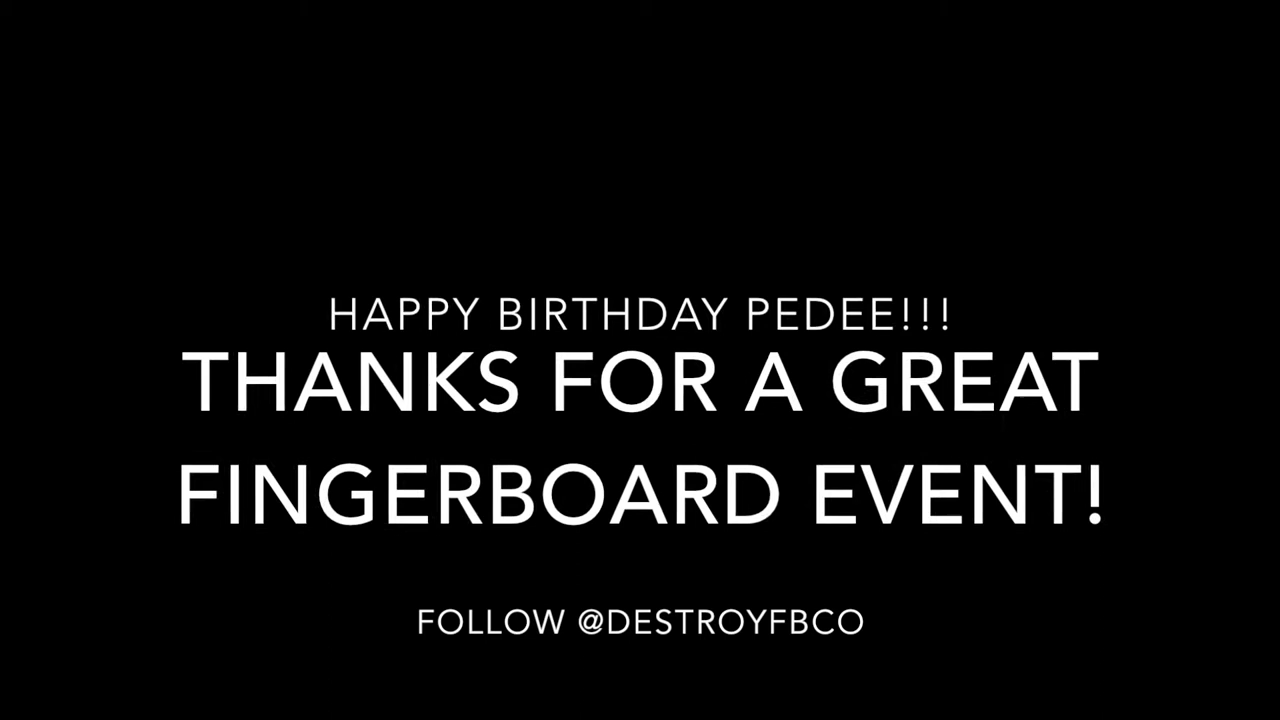 HAPPY BIRTHDAY PEDEE!!!
THANKS FOR A GREAT
FINGERBOARD EVENT!
FOLLOW @DESTROYFBCO